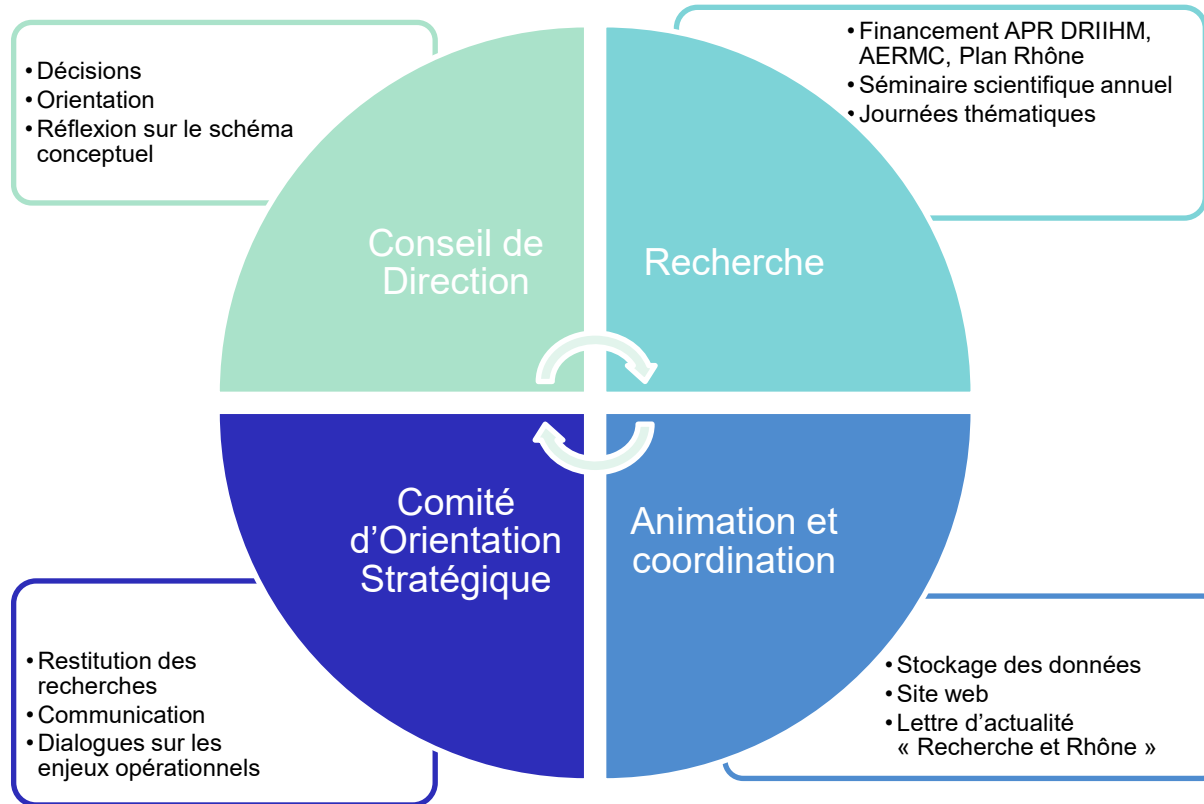 • Décisions
• Orientation
• Réflexion sur le schéma
conceptuel
• Financement APR DRIIHM,
AERMC, Plan Rhône
• Séminaire scientifique annuel
• Journées thématiques
Conseil de
Direction
Recherche
Comité
d’Orientation
Stratégique
Animation et
coordination
• Restitution des
recherches
• Communication
• Dialogues sur les
enjeux opérationnels
• Stockage des données
• Site web
• Lettre d’actualité
« Recherche et Rhône »